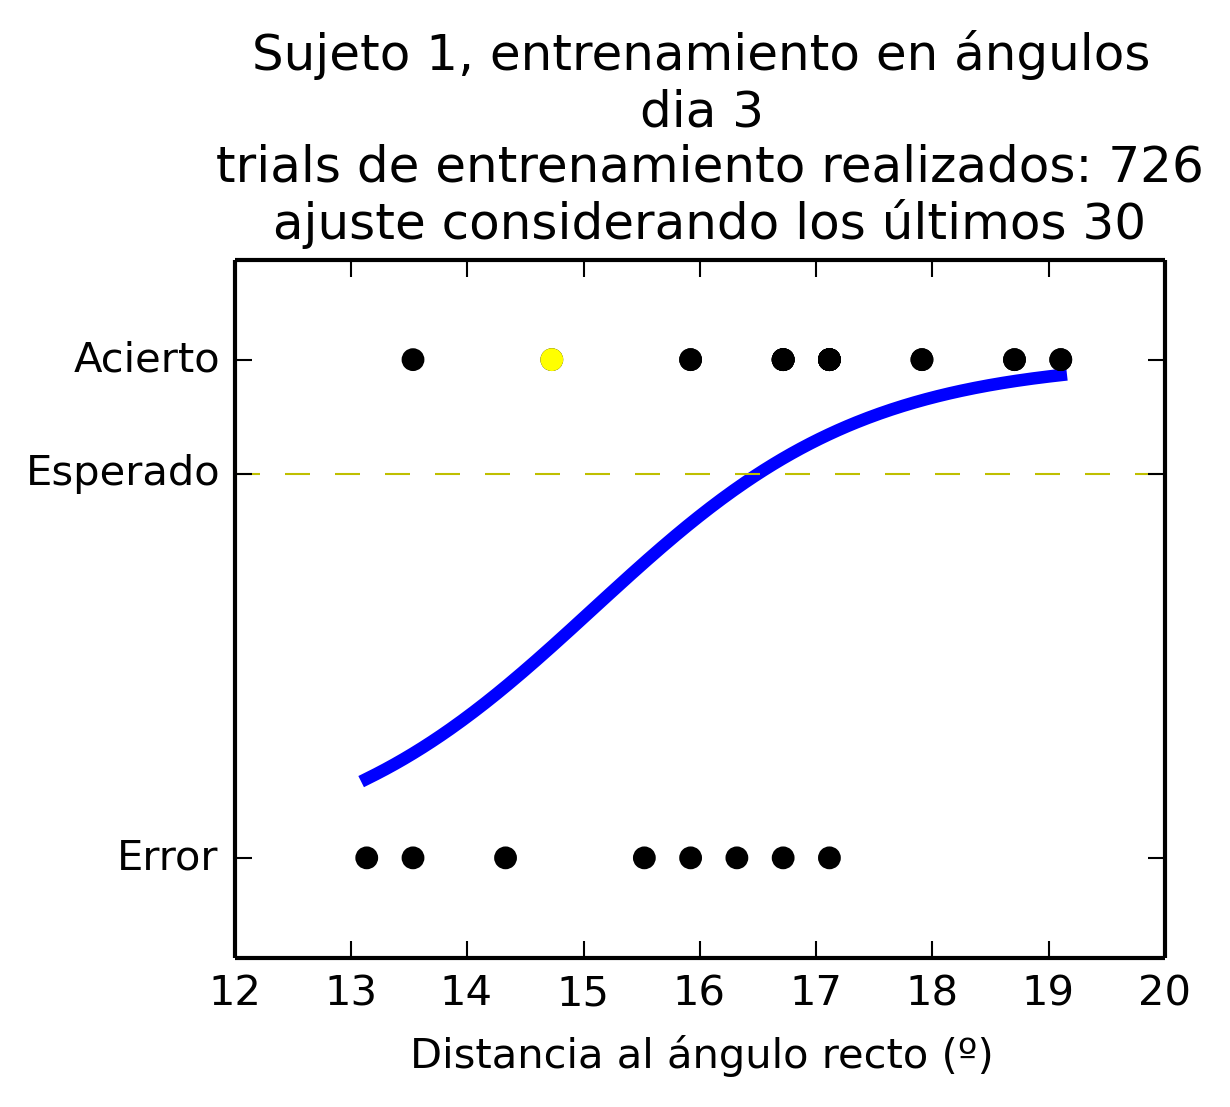 Sujeto 1, entrenamiento en ángulos
dia 3
trials de entrenamiento realizados: 726
ajuste considerando los últimos 30
Acierto
Esperado
Error
12 13 14 15 16 17 18 19 20
Distancia al ángulo recto (º)